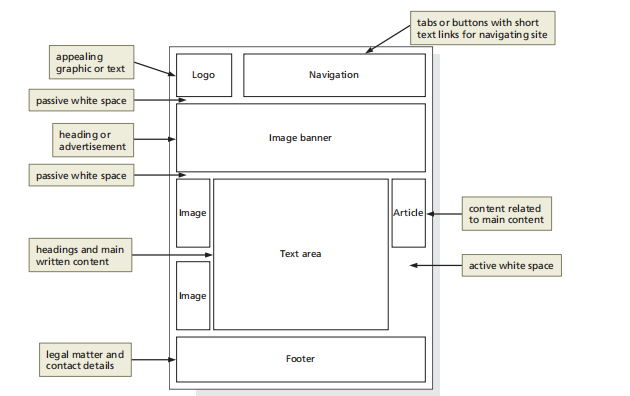 tabs or buttons with short
text links for navigating site
appealing
graphic or text
Logo
Navigation
passive white space
heading or
advertisement
Image banner
passive white space
Image
Article
content related
to main content
headings and main
written content
Text area
active white space
Image
legal matter and
contact details
Footer